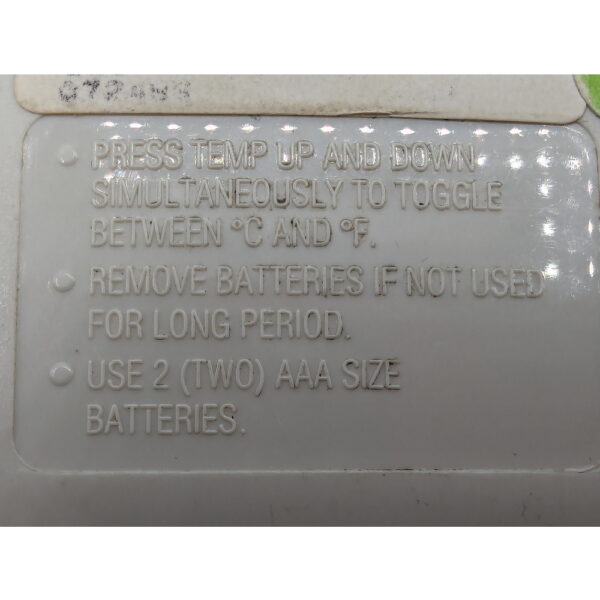 • PRESS TEMP UP AND DOWN
SIMULTANEOUSLY TO TOGGLE
BETWEEN °C AND °F.
• REMOVE BATTERIES IF NOT USED
FOR LONG PERIOD.
• USE 2 (TWO) AAA SIZE
BATTERIES.